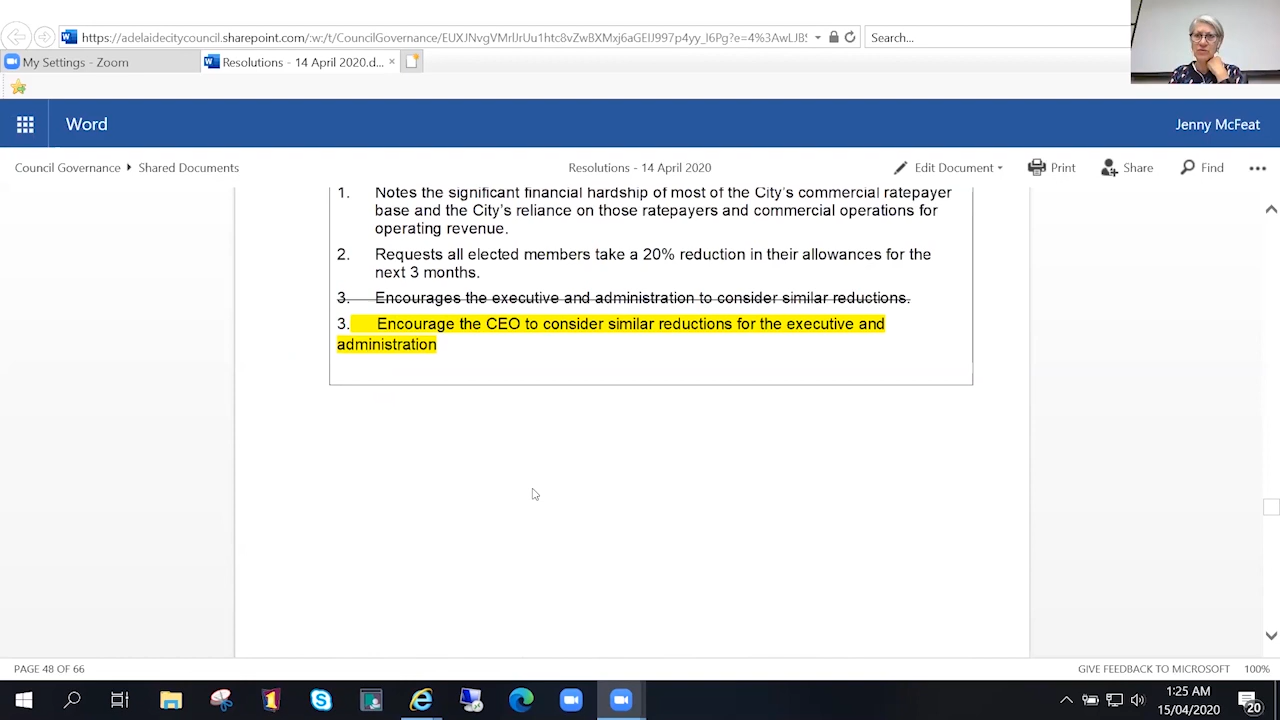 https://adelaidecitycouncil.sharepoint.com/:w:/t/CouncilGovernance/
Search...
My Settings - Zoom
Resolutions - 14 April 2020.d...
Word
Jenny McFeat
Council Governance
Shared Documents
Resolutions - 14 April 2020
Edit Document
Print
Share
Find
1. Notes the significant financial hardship of most of the City's commercial ratepayer
base and the City's reliance on those ratepayers and commercial operations for
operating revenue.
2. Requests all elected members take a 20% reduction in their allowances for the
next 3 months.
3. Encourages the executive and administration to consider similar reductions.
3. Encourage the CEO to consider similar reductions for the executive and
administration
PAGE 48 OF 66
GIVE FEEDBACK TO MICROSOFT 100%
1:25 AM
15/04/2020
20